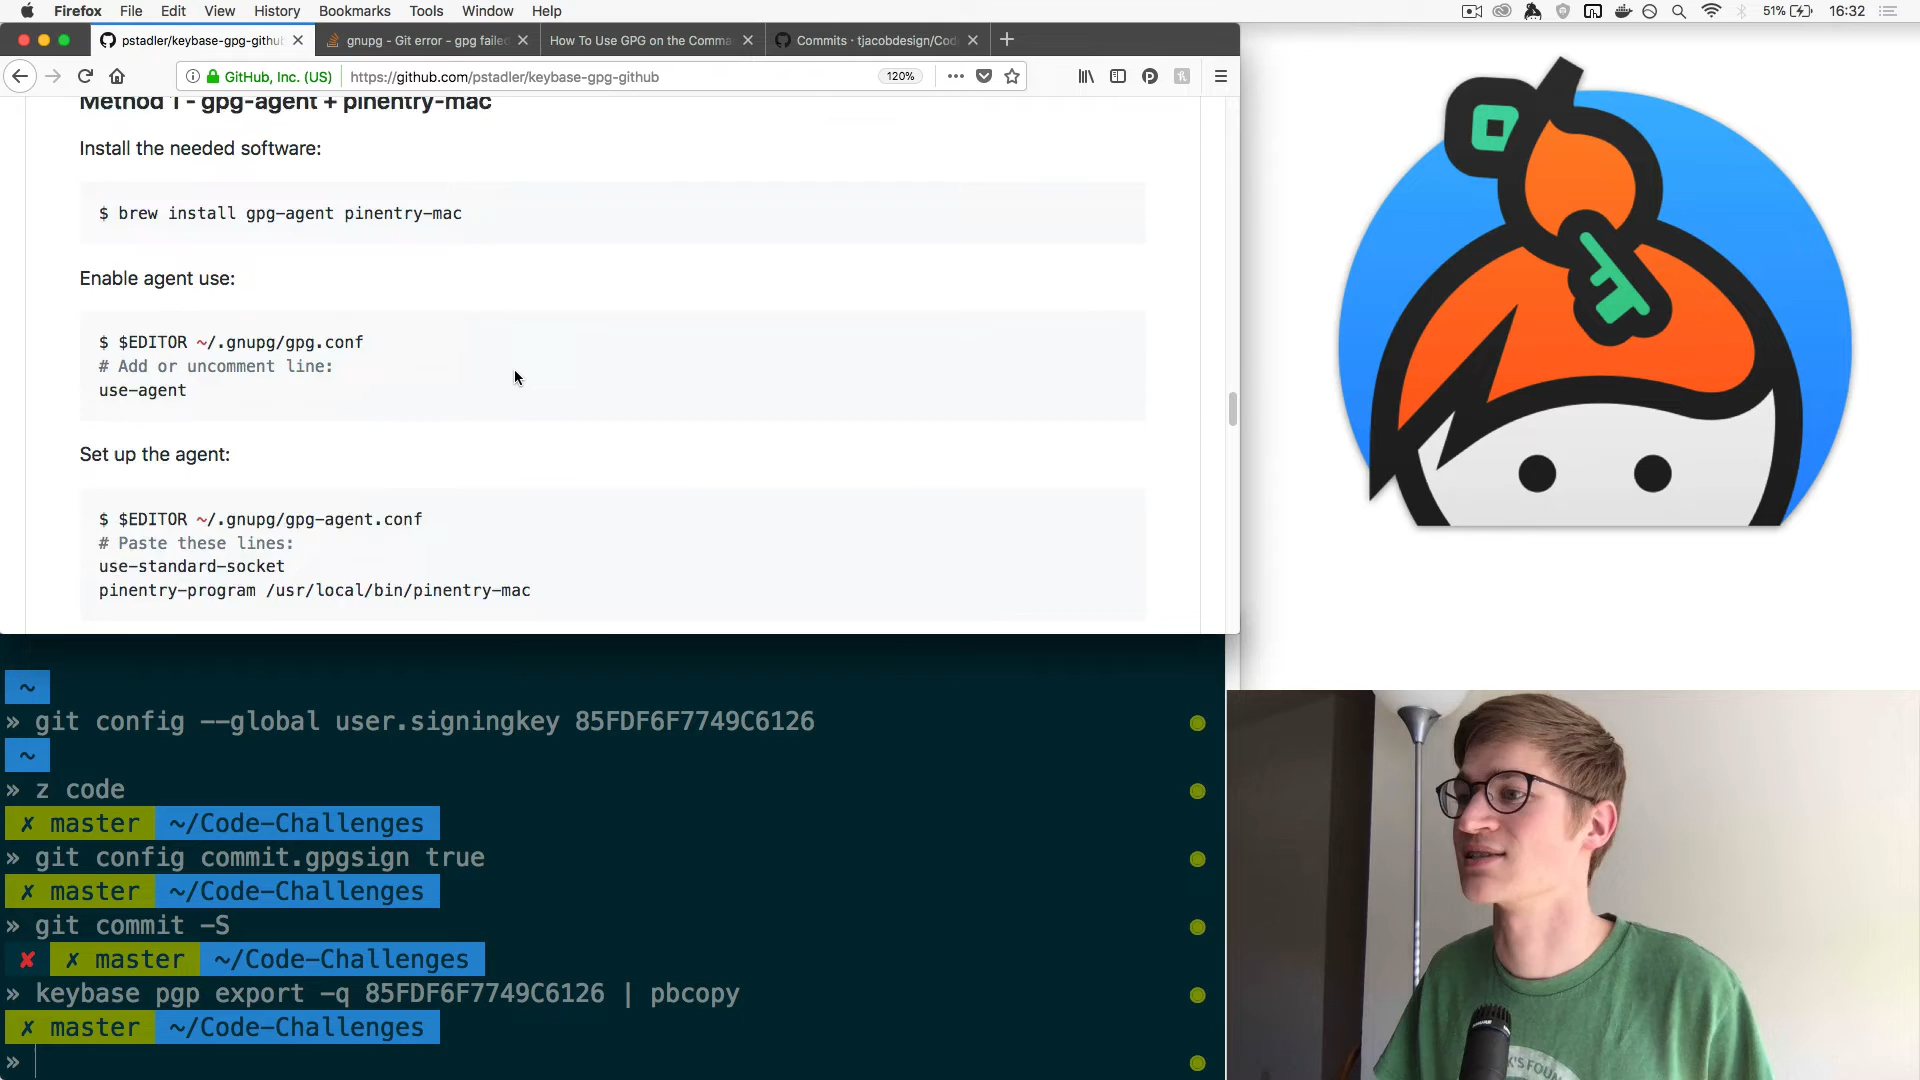 Firefox File Edit View History Bookmarks Tools Window Help 51% 16:32
pstadler/keybase-gpg-githu
gnupg - Git error - gpg failed
How To Use GPG on the Comma
Commits · tjacobdesign/Cod
GitHub, Inc. (US) https://github.com/pstadler/keybase-gpg-github 120%
Method 1 - gpg-agent + pinentry-mac
Install the needed software:
$ brew install gpg-agent pinentry-mac
Enable agent use:
$ $EDITOR ~/.gnupg/gpg.conf
# Add or uncomment line:
use-agent
Set up the agent:
$ $EDITOR ~/.gnupg/gpg-agent.conf
# Paste these lines:
use-standard-socket
pinentry-program /usr/local/bin/pinentry-mac
~
» git config --global user.signingkey 85FDF6F7749C6126
~
» z code
✗ master ~/Code-Challenges
» git config commit.gpgsign true
✗ master ~/Code-Challenges
» git commit -S
✘ ✗ master ~/Code-Challenges
» keybase pgp export -q 85FDF6F7749C6126 | pbcopy
✗ master ~/Code-Challenges
»